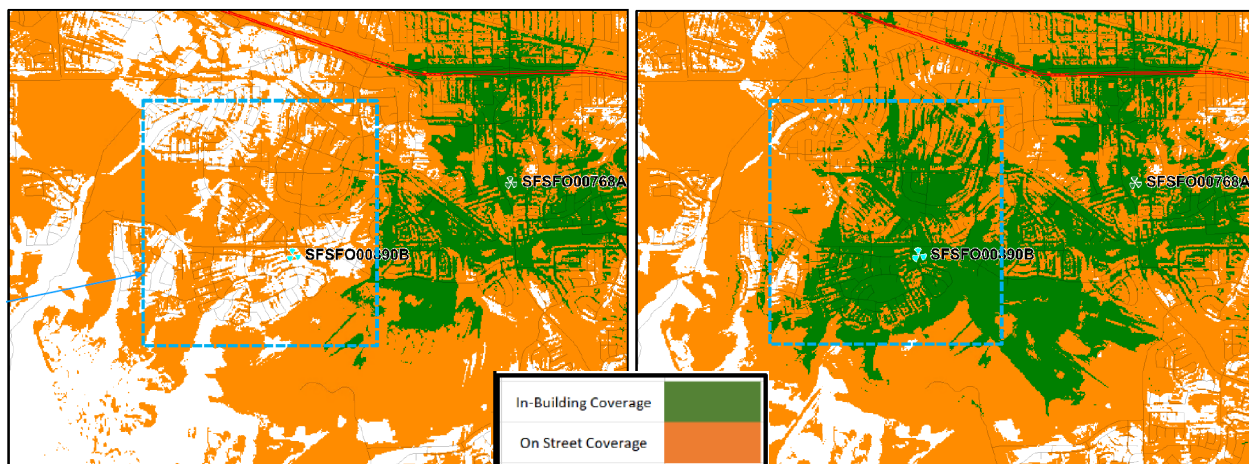 SFSFO00768A
SFSFO00768A
SFSFO00890B
SFSFO00890B
In-Building Coverage
On Street Coverage